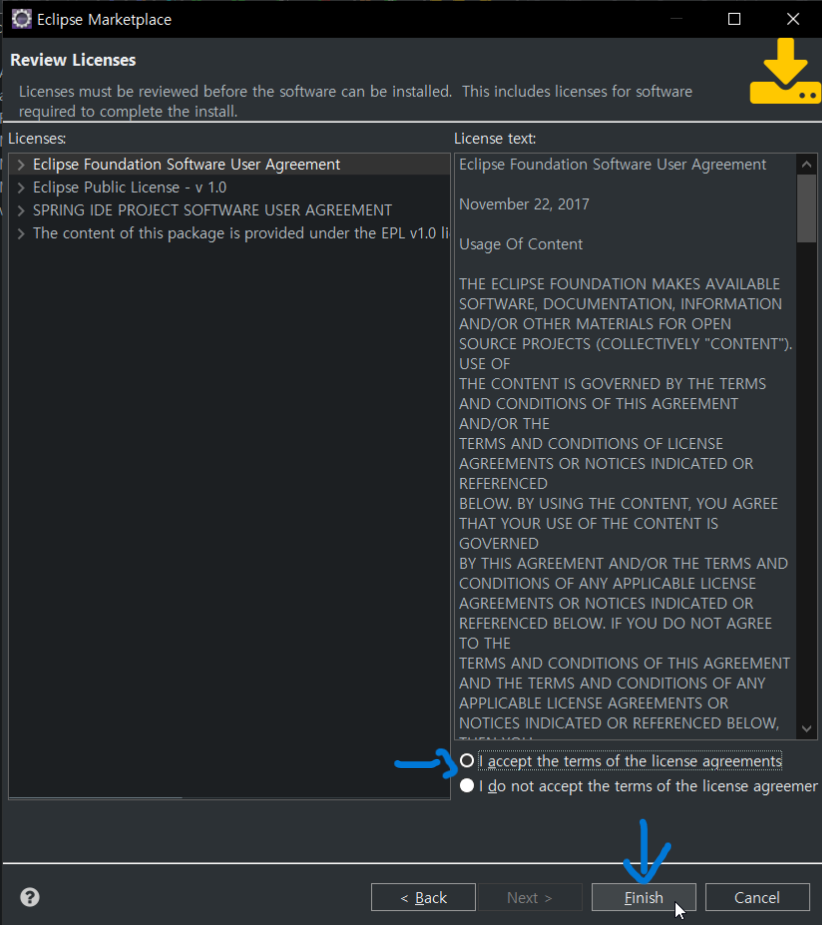 Eclipse Marketplace
Review Licenses
Licenses must be reviewed before the software can be installed. This includes licenses for software
required to complete the install.
Licenses:
Eclipse Foundation Software User Agreement
Eclipse Public License - v 1.0
SPRING IDE PROJECT SOFTWARE USER AGREEMENT
The content of this package is provided under the EPL v1.0 li
License text:
Eclipse Foundation Software User Agreement
November 22, 2017
Usage Of Content
THE ECLIPSE FOUNDATION MAKES AVAILABLE
SOFTWARE, DOCUMENTATION, INFORMATION
AND/OR OTHER MATERIALS FOR OPEN
SOURCE PROJECTS (COLLECTIVELY "CONTENT").
USE OF
THE CONTENT IS GOVERNED BY THE TERMS
AND CONDITIONS OF THIS AGREEMENT
AND/OR THE
TERMS AND CONDITIONS OF LICENSE
AGREEMENTS OR NOTICES INDICATED OR
REFERENCED
BELOW. BY USING THE CONTENT, YOU AGREE
THAT YOUR USE OF THE CONTENT IS
GOVERNED
BY THIS AGREEMENT AND/OR THE TERMS AND
CONDITIONS OF ANY APPLICABLE LICENSE
AGREEMENTS OR NOTICES INDICATED OR
REFERENCED BELOW. IF YOU DO NOT AGREE
TO THE
TERMS AND CONDITIONS OF THIS AGREEMENT
AND THE TERMS AND CONDITIONS OF ANY
APPLICABLE LICENSE AGREEMENTS OR
NOTICES INDICATED OR REFERENCED BELOW,
THEN YOU
I accept the terms of the license agreements
I do not accept the terms of the license agreemer
< Back
Next >
Finish
Cancel